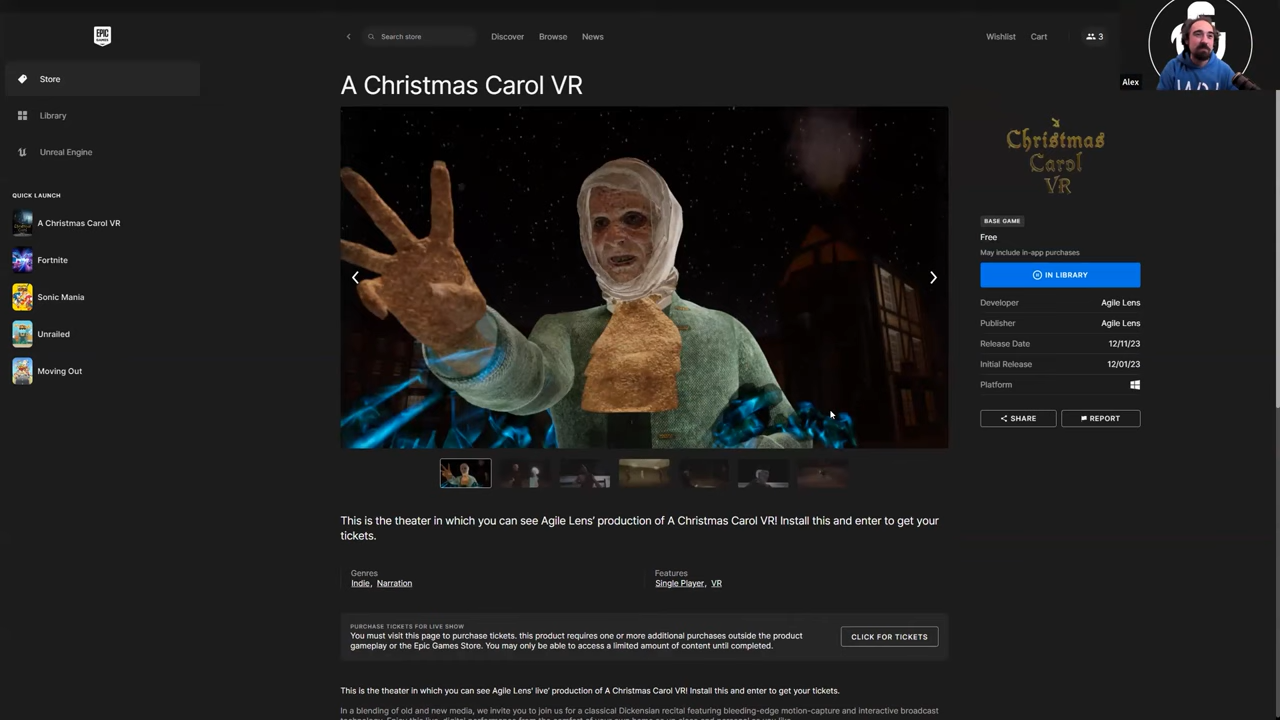 EPIC
GAMES
Search store
Discover
Browse
News
Wishlist
Cart
3
Alex
Store
Library
Unreal Engine
QUICK LAUNCH
A Christmas Carol VR
Fortnite
Sonic Mania
Unrailed
Moving Out
A Christmas Carol VR
Christmas
Carol
VR
BASE GAME
Free
May include in-app purchases
IN LIBRARY
Developer Agile Lens
Publisher Agile Lens
Release Date 12/11/23
Initial Release 12/01/23
Platform
SHARE
REPORT
This is the theater in which you can see Agile Lens’ production of A Christmas Carol VR! Install this and enter to get your
tickets.
Genres
Indie, Narration
Features
Single Player, VR
PURCHASE TICKETS FOR LIVE SHOW
You must visit this page to purchase tickets. this product requires one or more additional purchases outside the product
gameplay or the Epic Games Store. You may only be able to access a limited amount of content until completed.
CLICK FOR TICKETS
This is the theater in which you can see Agile Lens' live' production of A Christmas Carol VR! Install this and enter to get your tickets.
In a blending of old and new media, we invite you to join us for a classical Dickensian recital featuring bleeding-edge motion-capture and interactive broadcast